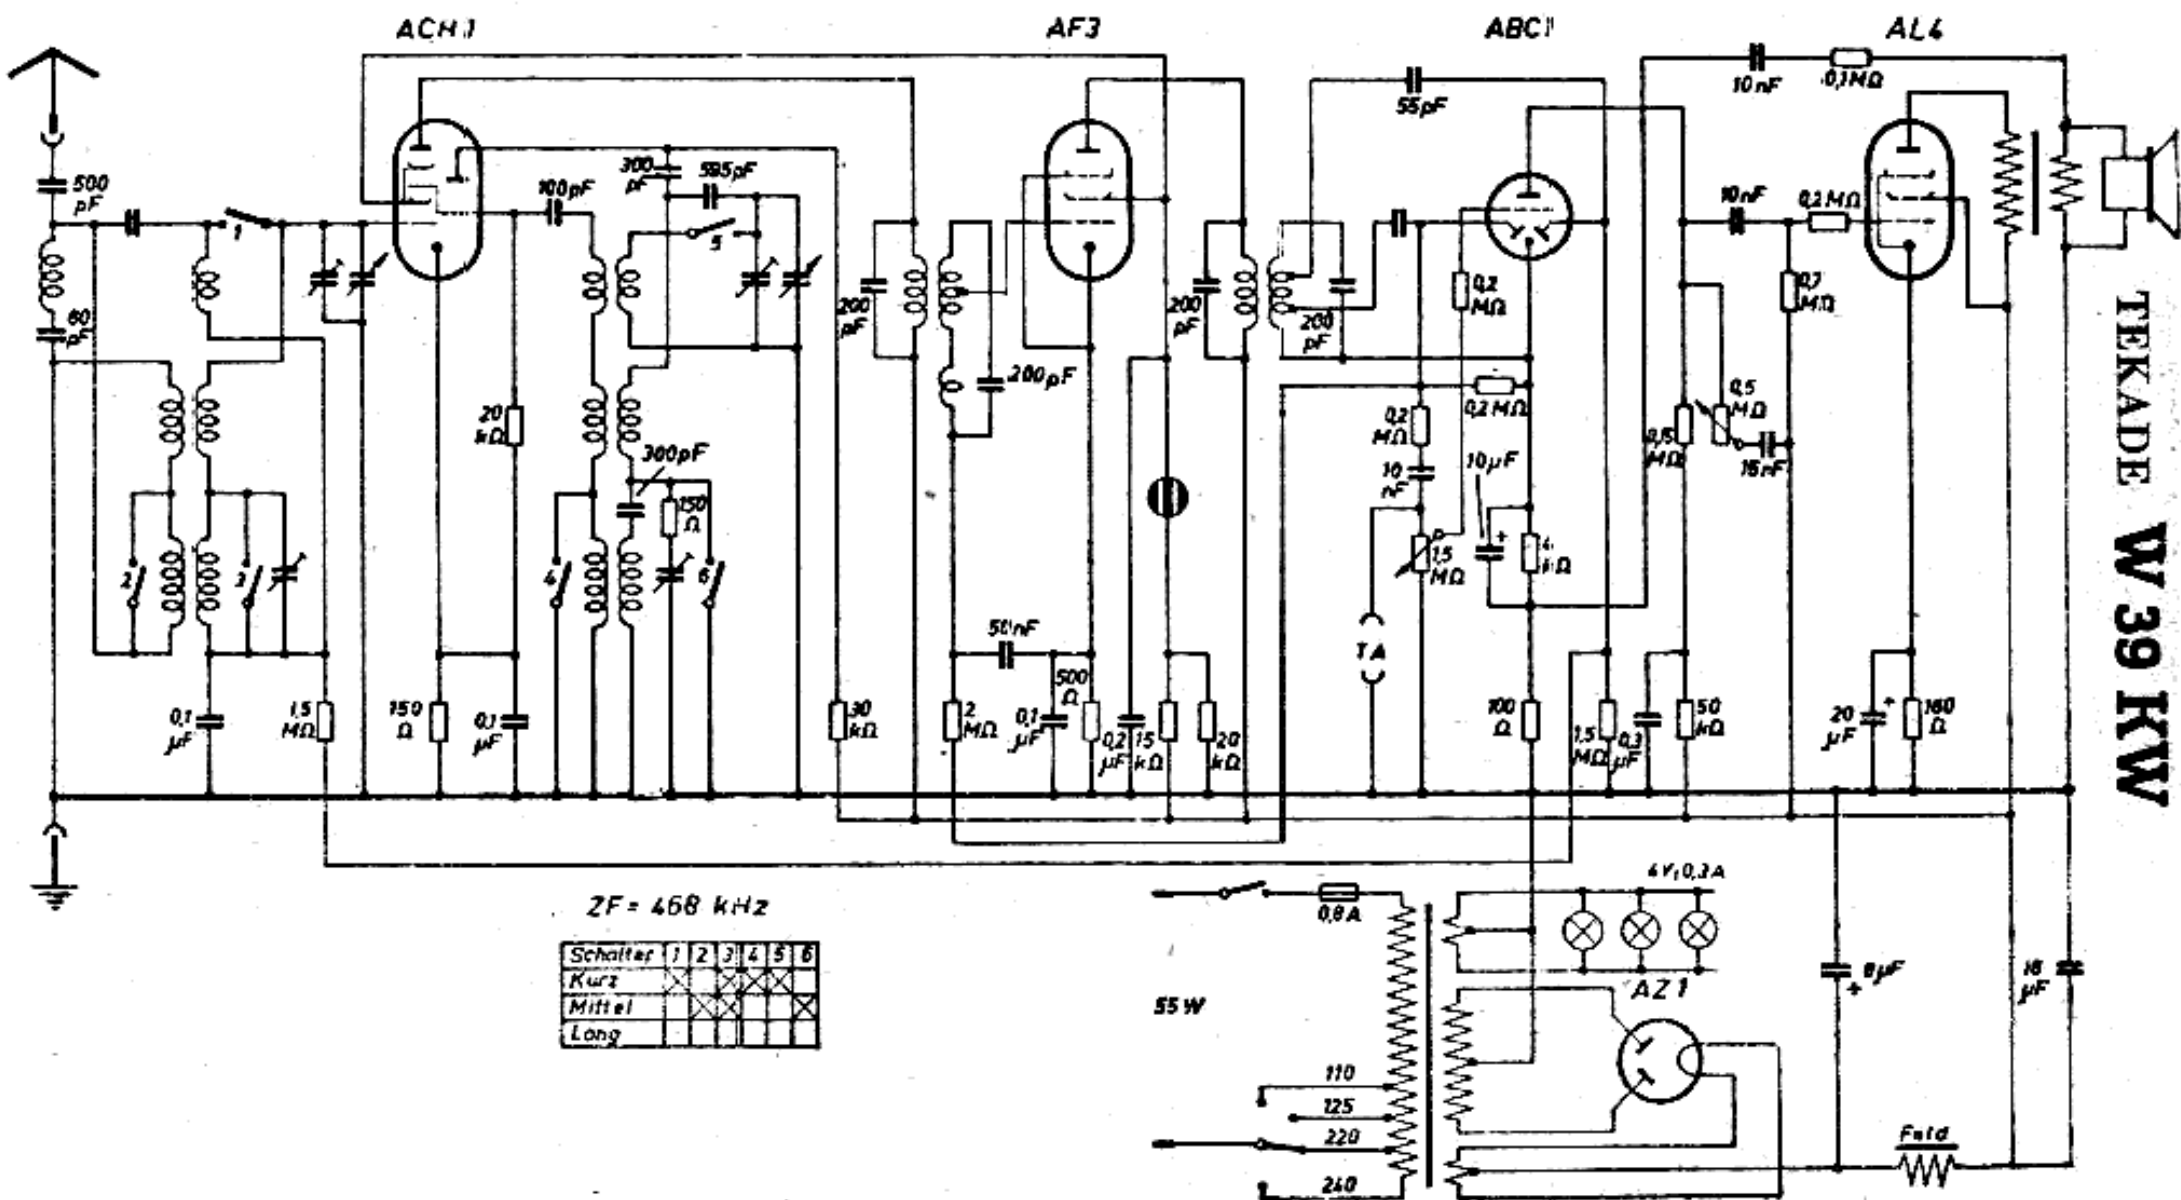 ACH1
AF3
ABC1
AL4
10nF
0,1MΩ
55pF
500 pF
100pF
300 pF
595pF
10nF
0,2MΩ
1
5
60 pF
200 pF
200 pF
200 pF
0,2 MΩ
0,7 MΩ
200pF
20 kΩ
0,2 MΩ
0,2MΩ
0,5 MΩ
0,15 MΩ
15nF
300pF
10 nF
10µF
150 Ω
+
2
3
4
6
1,5 MΩ
4 kΩ
50nF
TA
500 Ω
0,1 µF
1,5 MΩ
150 Ω
0,1 µF
30 kΩ
2 MΩ
0,1 µF
0,2 µF
15 kΩ
20 kΩ
100 Ω
1,5 MΩ
0,3 µF
50 kΩ
20 µF
+
160 Ω
TEKADE W 39 KW
ZF = 468 kHz
Schalter 1 2 3 4 5 6
Kurz
Mittel
Lang
0,8A
4V, 0,3A
55W
AZ1
8µF
+
16 µF
110
125
220
240
Feld